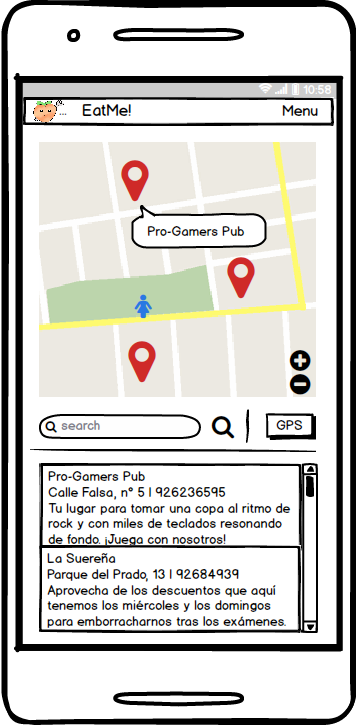 10:58
... EatMe! Menu
Pro-Gamers Pub
search
GPS
Pro-Gamers Pub
Calle Falsa, nº 5 | 926236595
Tu lugar para tomar una copa al ritmo de
rock y con miles de teclados resonando
de fondo. ¡Juega con nosotros!
La Suereña
Parque del Prado, 13 | 92684939
Aprovecha de los descuentos que aquí
tenemos los miércoles y los domingos
para emborracharnos tras los exámenes.